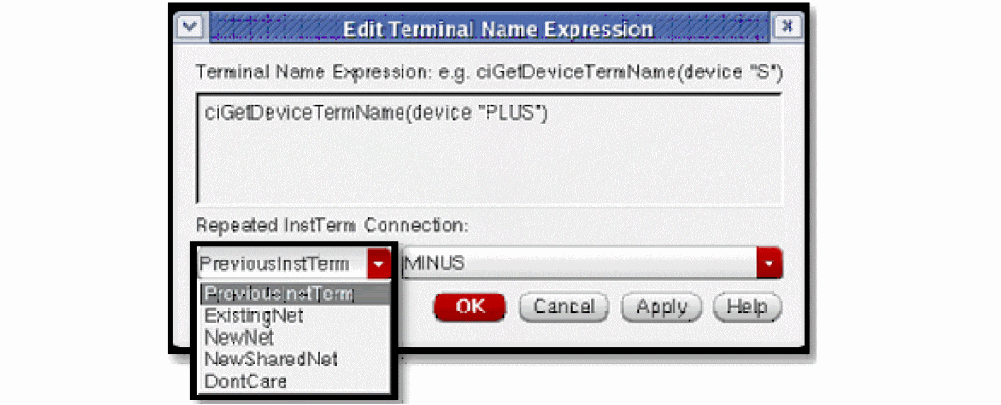 Edit Terminal Name Expression
Terminal Name Expression: e.g. ciGetDeviceTermName(device "S")
ciGetDeviceTermName(device "PLUS")
Repeated InstTerm Connection:
PreviousInstTerm MINUS
PreviousInstTerm
ExistingNet
NewNet
NewSharedNet
DontCare
OK Cancel Apply Help